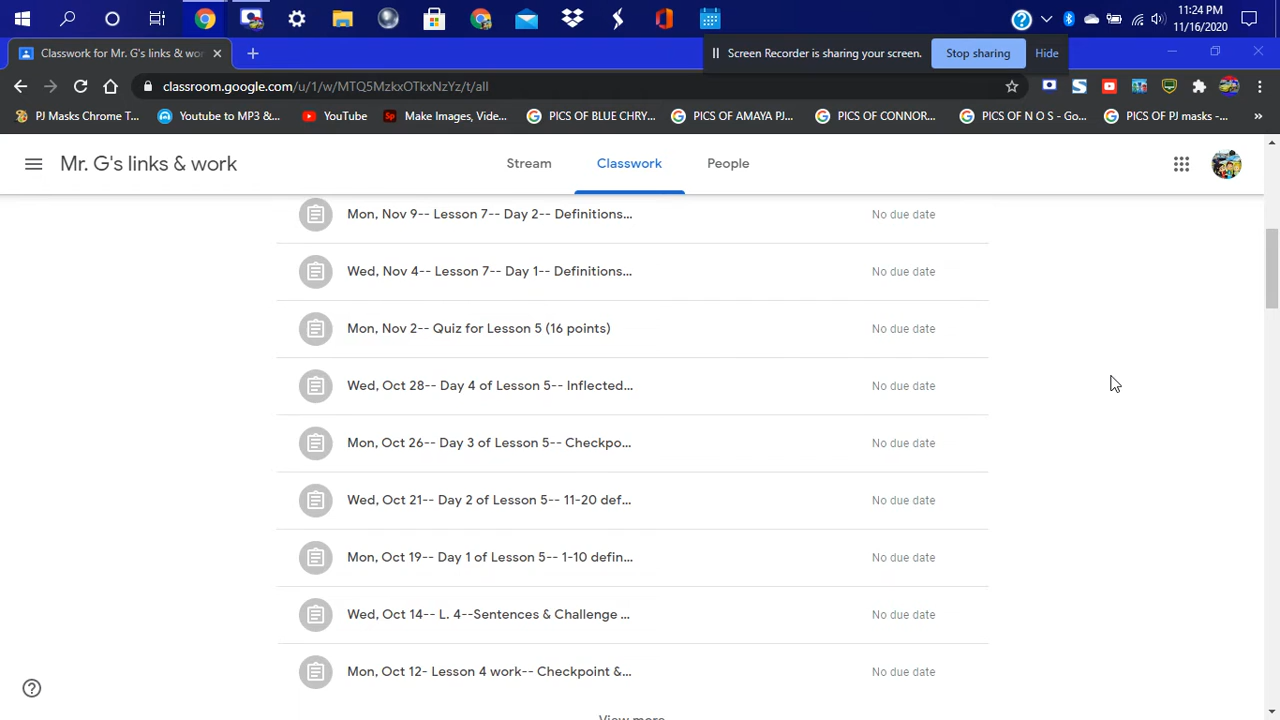 11:24 PM
11/16/2020
Classwork for Mr. G's links & wor
Screen Recorder is sharing your screen.
Stop sharing
Hide
classroom.google.com/u/1/w/MTQ5MzkxOTkxNzYz/t/all
PJ Masks Chrome T...
Youtube to MP3 &...
YouTube
Make Images, Vide...
PICS OF BLUE CHRY...
PICS OF AMAYA PJ...
PICS OF CONNOR...
PICS OF N O S - Go...
PICS OF PJ masks -...
Mr. G's links & work
Stream
Classwork
People
Mon, Nov 9-- Lesson 7-- Day 2-- Definitions... No due date
Wed, Nov 4-- Lesson 7-- Day 1-- Definitions... No due date
Mon, Nov 2-- Quiz for Lesson 5 (16 points) No due date
Wed, Oct 28-- Day 4 of Lesson 5-- Inflected... No due date
Mon, Oct 26-- Day 3 of Lesson 5-- Checkpo... No due date
Wed, Oct 21-- Day 2 of Lesson 5-- 11-20 def... No due date
Mon, Oct 19-- Day 1 of Lesson 5-- 1-10 defin... No due date
Wed, Oct 14-- L. 4--Sentences & Challenge ... No due date
Mon, Oct 12- Lesson 4 work-- Checkpoint &... No due date
View more